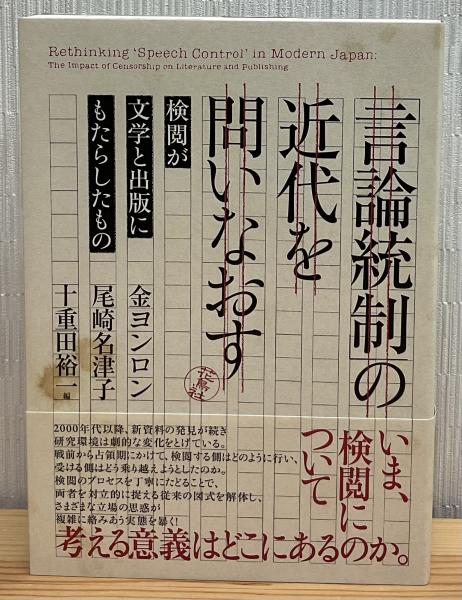 Rethinking 'Speech Control' in Modern Japan:
The Impact of Censorship on Literature and Publishing
言論統制の
近代を
問いなおす
検閲が
文学と出版に
もたらしたもの
金ヨンロン
尾崎名津子
十重田裕一 編
花鳥社
いま、
検閲に
ついて
考える意義はどこにあるのか。
2000年代以降、新資料の発見が続き
研究環境は劇的な変化をとげている。
戦前から占領期にかけて、検閲する側はどのように行い、
受ける側はどう乗り越えようとしたのか。
検閲のプロセスを丁寧にたどることで、
両者を対立的に捉える従来の図式を解体し、
さまざまな立場の思惑が
複雑に絡みあう実態を暴く!